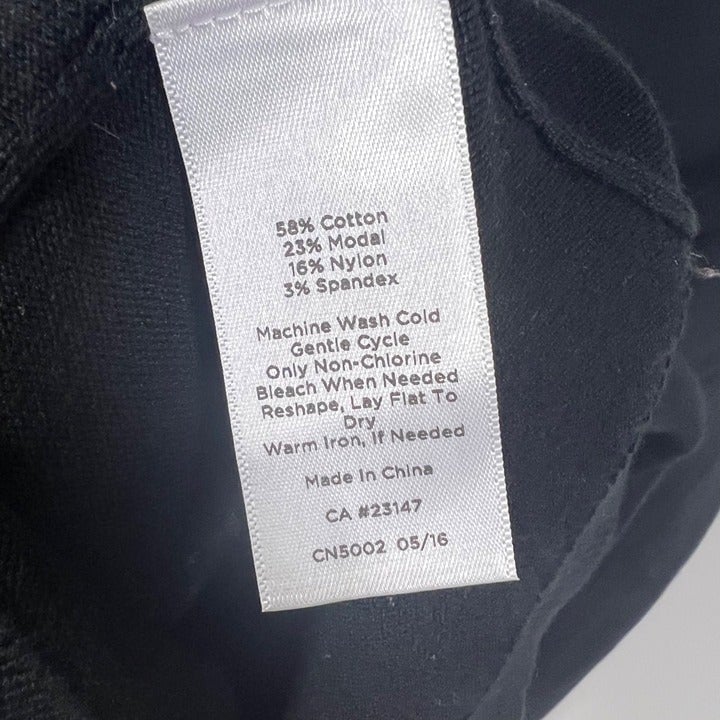 58% Cotton
23% Modal
16% Nylon
3% Spandex
Machine Wash Cold
Gentle Cycle
Only Non-Chlorine
Bleach When Needed
Reshape, Lay Flat To
Dry
Warm Iron, If Needed
Made In China
CA #23147
CN5002 05/16